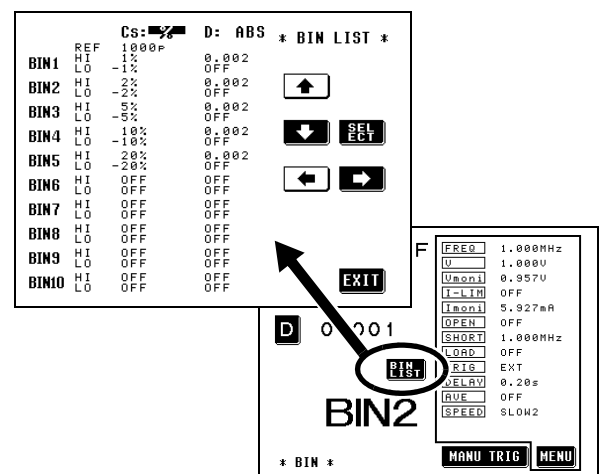 Cs: % D: ABS * BIN LIST *
REF 1000P
BIN1 HI 1% 0.002
LO -1% OFF
BIN2 HI 2% 0.002
LO -2% OFF
BIN3 HI 5% 0.002
LO -5% OFF
BIN4 HI 10% 0.002
LO -10% OFF
BIN5 HI 20% 0.002
LO -20% OFF
BIN6 HI OFF OFF
LO OFF OFF
BIN7 HI OFF OFF
LO OFF OFF
BIN8 HI OFF OFF
LO OFF OFF
BIN9 HI OFF OFF
LO OFF OFF
BIN10 HI OFF OFF
LO OFF OFF
SEL
ECT
EXIT
F
D
BIN
LIST
BIN2
* BIN *
FREQ 1.000MHz
V 1.000V
Vmoni 0.957V
I-LIM OFF
Imoni 5.927mA
OPEN OFF
SHORT 1.000MHz
LOAD OFF
RIG EXT
DELAY 0.20s
AVE OFF
SPEED SLOW2
MANU TRIG MENU